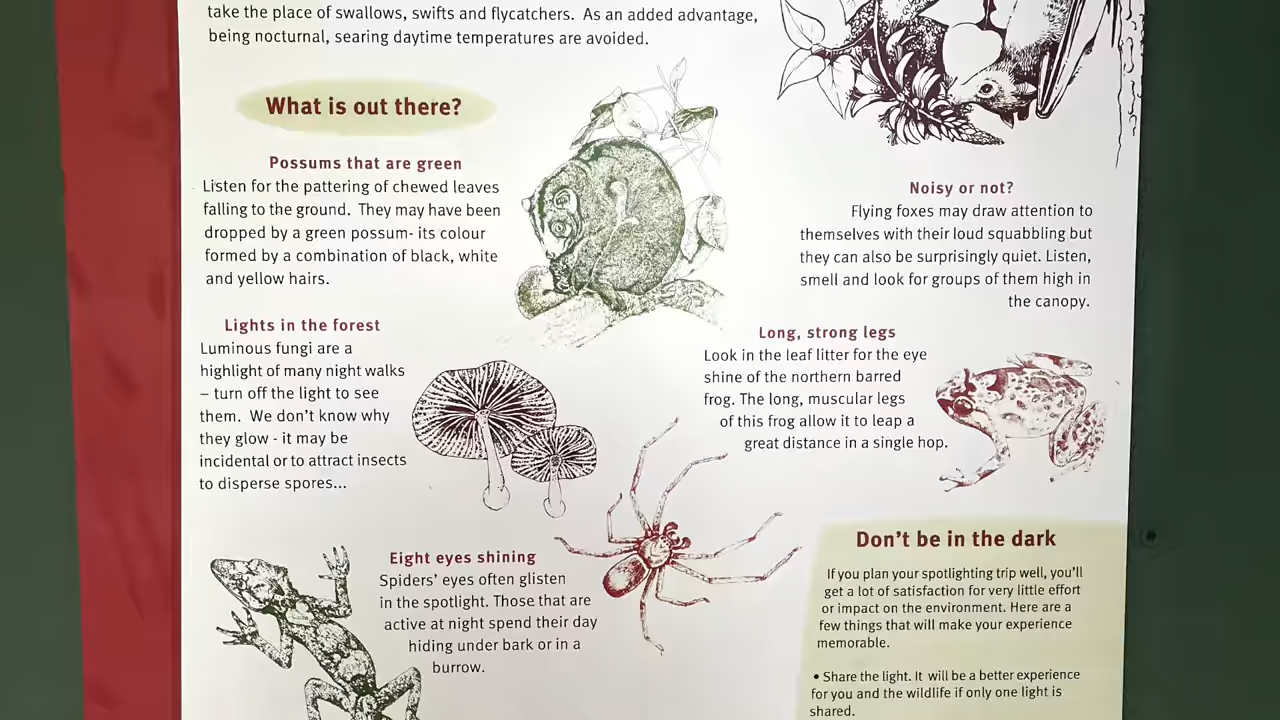 take the place of swallows, swifts and flycatchers.  As an added advantage,
being nocturnal, searing daytime temperatures are avoided.
What is out there?
Possums that are green
Listen for the pattering of chewed leaves
falling to the ground.  They may have been
dropped by a green possum- its colour
formed by a combination of black, white
and yellow hairs.
Noisy or not?
Flying foxes may draw attention to
themselves with their loud squabbling but
they can also be surprisingly quiet. Listen,
smell and look for groups of them high in
the canopy.
Lights in the forest
Luminous fungi are a
highlight of many night walks
– turn off the light to see
them.  We don't know why
they glow - it may be
incidental or to attract insects
to disperse spores...
Long, strong legs
Look in the leaf litter for the eye
shine of the northern barred
frog. The long, muscular legs
of this frog allow it to leap a
great distance in a single hop.
Eight eyes shining
Spiders' eyes often glisten
in the spotlight. Those that are
active at night spend their day
hiding under bark or in a
burrow.
Don't be in the dark
If you plan your spotlighting trip well, you'll
get a lot of satisfaction for very little effort
or impact on the environment. Here are a
few things that will make your experience
memorable.
• Share the light. It will be a better experience
for you and the wildlife if only one light is
shared.